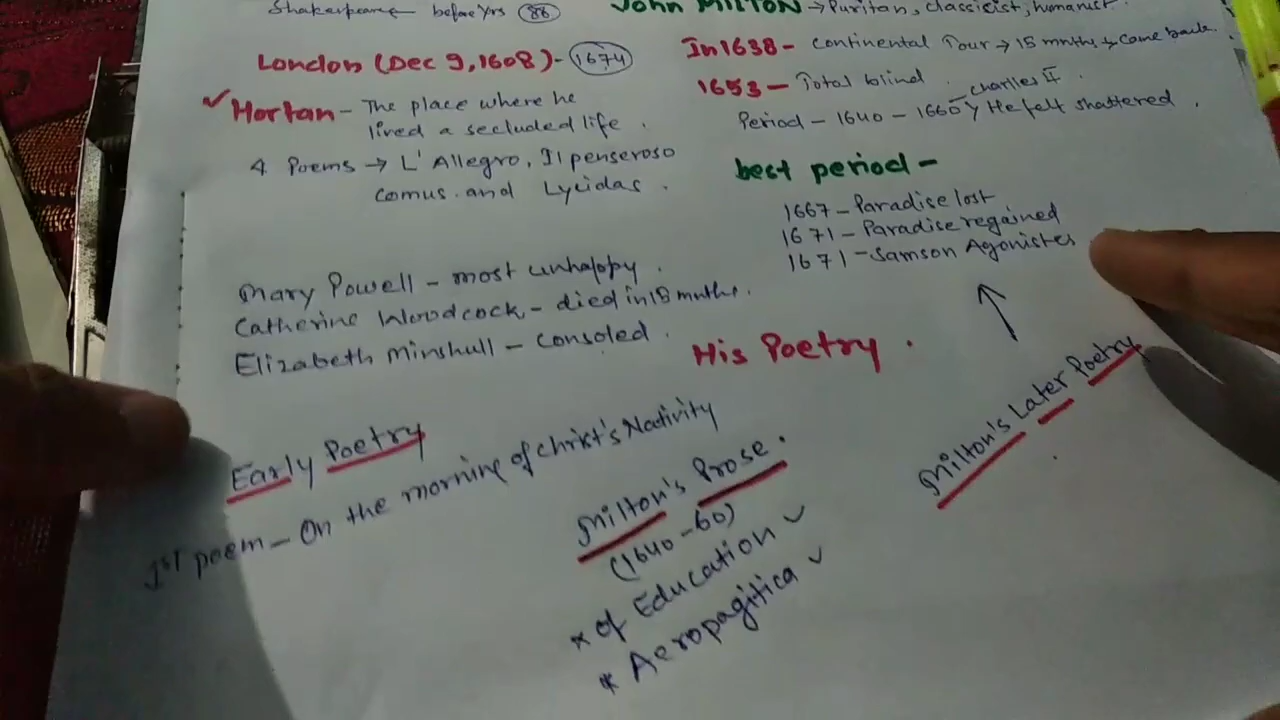 Shakespeare before yrs 88
John MILTON → Puritan, classicist, humanist.
London (Dec 9, 1608) - 1674
✓ Hortan - The place where he
lived a secluded life .
4 Poems → L' Allegro, Il penseroso
comus and Lycidas .
In 1638 - Continental Tour → 15 mnths → Came back.
1653 - Total blind . charlies II .
Period - 1640 - 1660 y He felt shattered .
best period -
1667 - Paradise lost
1671 - Paradise regained
1671 - Samson Agonistes
Mary Powell - most unhappy .
Catherine Woodcock - died in 18 mnths .
Elizabeth Minshull - Consoled .
His Poetry .
Early Poetry
1st poem - On the morning of christ's Nativity
Milton's Prose .
(1640 - 60)
* Of Education ✓
* Aeropagitica ✓
Milton's Later Poetry